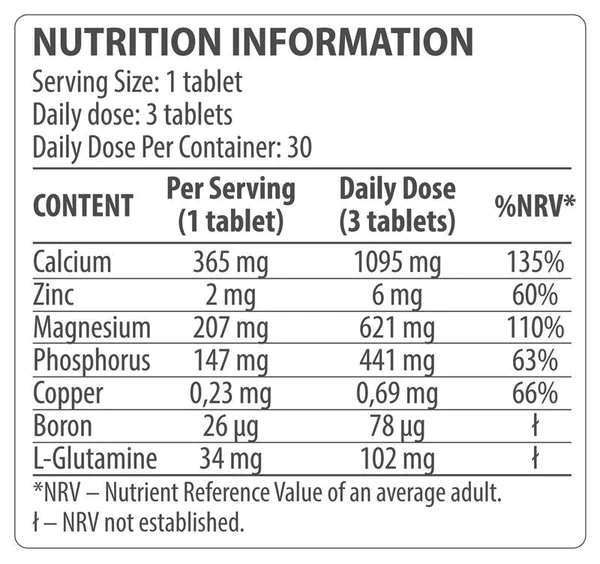 NUTRITION INFORMATION
Serving Size: 1 tablet
Daily dose: 3 tablets
Daily Dose Per Container: 30
CONTENT Per Serving (1 tablet) Daily Dose (3 tablets) %NRV*
Calcium 365 mg 1095 mg 135%
Zinc 2 mg 6 mg 60%
Magnesium 207 mg 621 mg 110%
Phosphorus 147 mg 441 mg 63%
Copper 0,23 mg 0,69 mg 66%
Boron 26 µg 78 µg ƚ
L-Glutamine 34 mg 102 mg ƚ
*NRV – Nutrient Reference Value of an average adult.
ƚ – NRV not established.